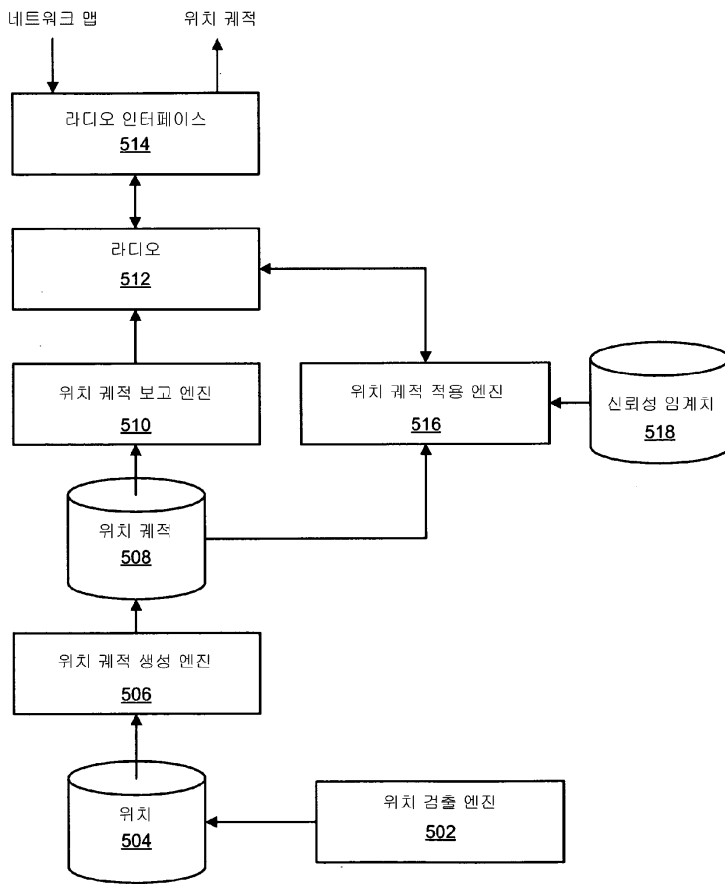 네트워크 맵
위치 궤적
라디오 인터페이스
514
라디오
512
위치 궤적 보고 엔진
510
위치 궤적 적용 엔진
516
신뢰성 임계치
518
위치 궤적
508
위치 궤적 생성 엔진
506
위치
504
위치 검출 엔진
502